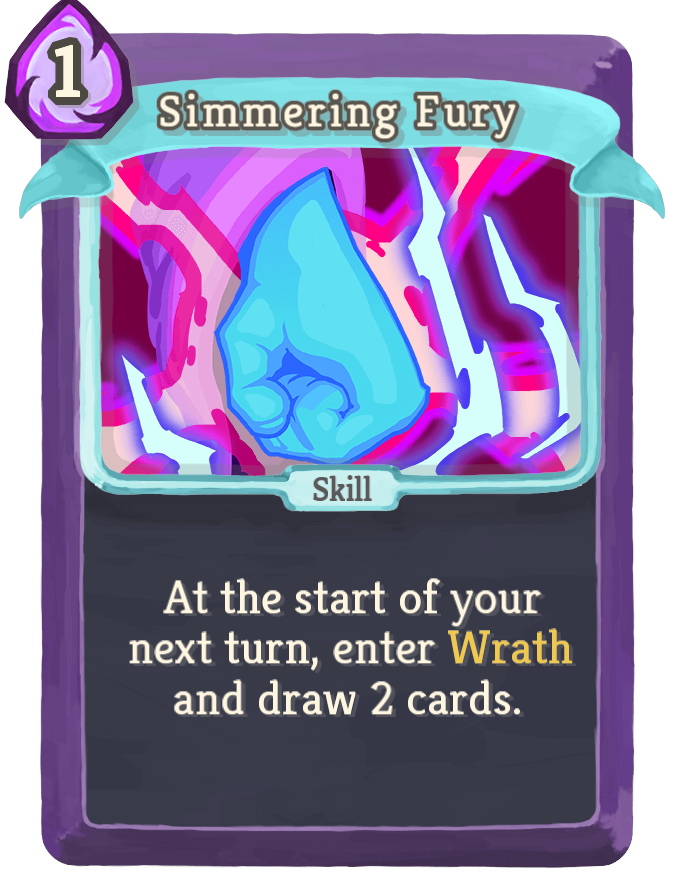 1
Simmering Fury
Skill
At the start of your
next turn, enter Wrath
and draw 2 cards.